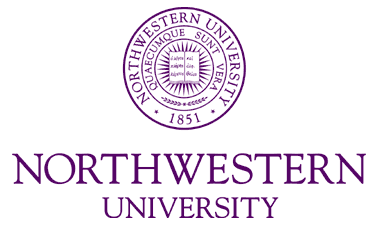 NORTHWESTERN UNIVERSITY
QUAECUMQUE SUNT VERA
• 1851 •
NORTHWESTERN
UNIVERSITY